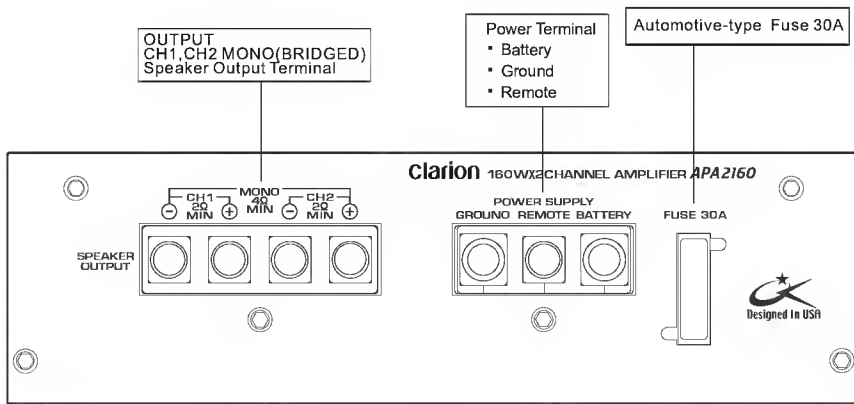 OUTPUT
CH1,CH2 MONO(BRIDGED)
Speaker Output Terminal
Power Terminal
▪ Battery
▪ Ground
▪ Remote
Automotive-type Fuse 30A
clarion 160WX2CHANNEL AMPLIFIER APA2160
MONO
4Ω
MIN
CH1
2Ω
MIN
CH2
2Ω
MIN
− + − +
SPEAKER
OUTPUT
POWER SUPPLY
GROUND REMOTE BATTERY
FUSE 30A
Designed In USA